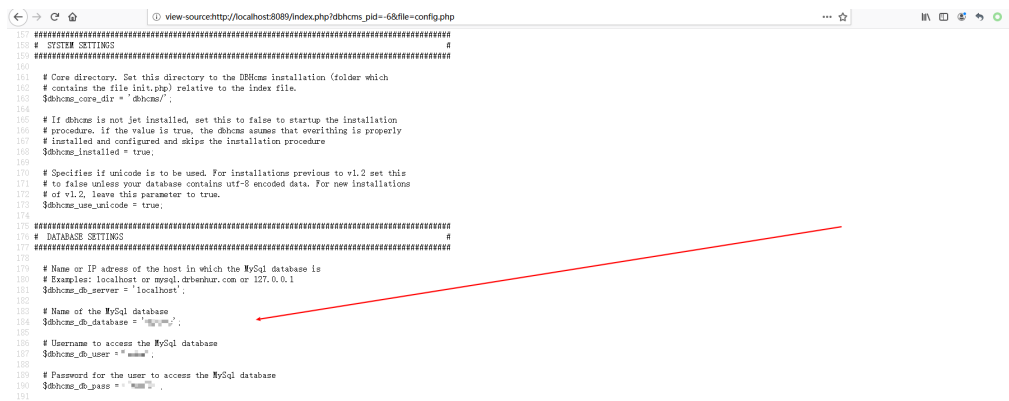 view-source:http://localhost:8089/index.php?dbhcms_pid=-6&file=config.php
157 ################################################################################
158 # SYSTEM SETTINGS #
159 ################################################################################
160
161 # Core directory. Set this directory to the DBHcms installation (folder which
162 # contains the file init.php) relative to the index file.
163 $dbhcms_core_dir = 'dbhcms/';
164
165 # If dbhcms is not jet installed, set this to false to startup the installation
166 # procedure. if the value is true, the dbhcms asumes that everithing is properly
167 # installed and configured and skips the installation procedure
168 $dbhcms_installed = true;
169
170 # Specifies if unicode is to be used. For installations previous to v1.2 set this
171 # to false unless your database contains utf-8 encoded data. For new installations
172 # of v1.2, leave this parameter to true.
173 $dbhcms_use_unicode = true;
174
175 ################################################################################
176 # DATABASE SETTINGS #
177 ################################################################################
178
179 # Name or IP adress of the host in which the MySql database is
180 # Examples: localhost or mysql.drbenhur.com or 127.0.0.1
181 $dbhcms_db_server = 'localhost';
182
183 # Name of the MySql database
184 $dbhcms_db_database = ' ';
185
186 # Username to access the MySql database
187 $dbhcms_db_user = ' ';
188
189 # Password for the user to access the MySql database
190 $dbhcms_db_pass = ' ';
191